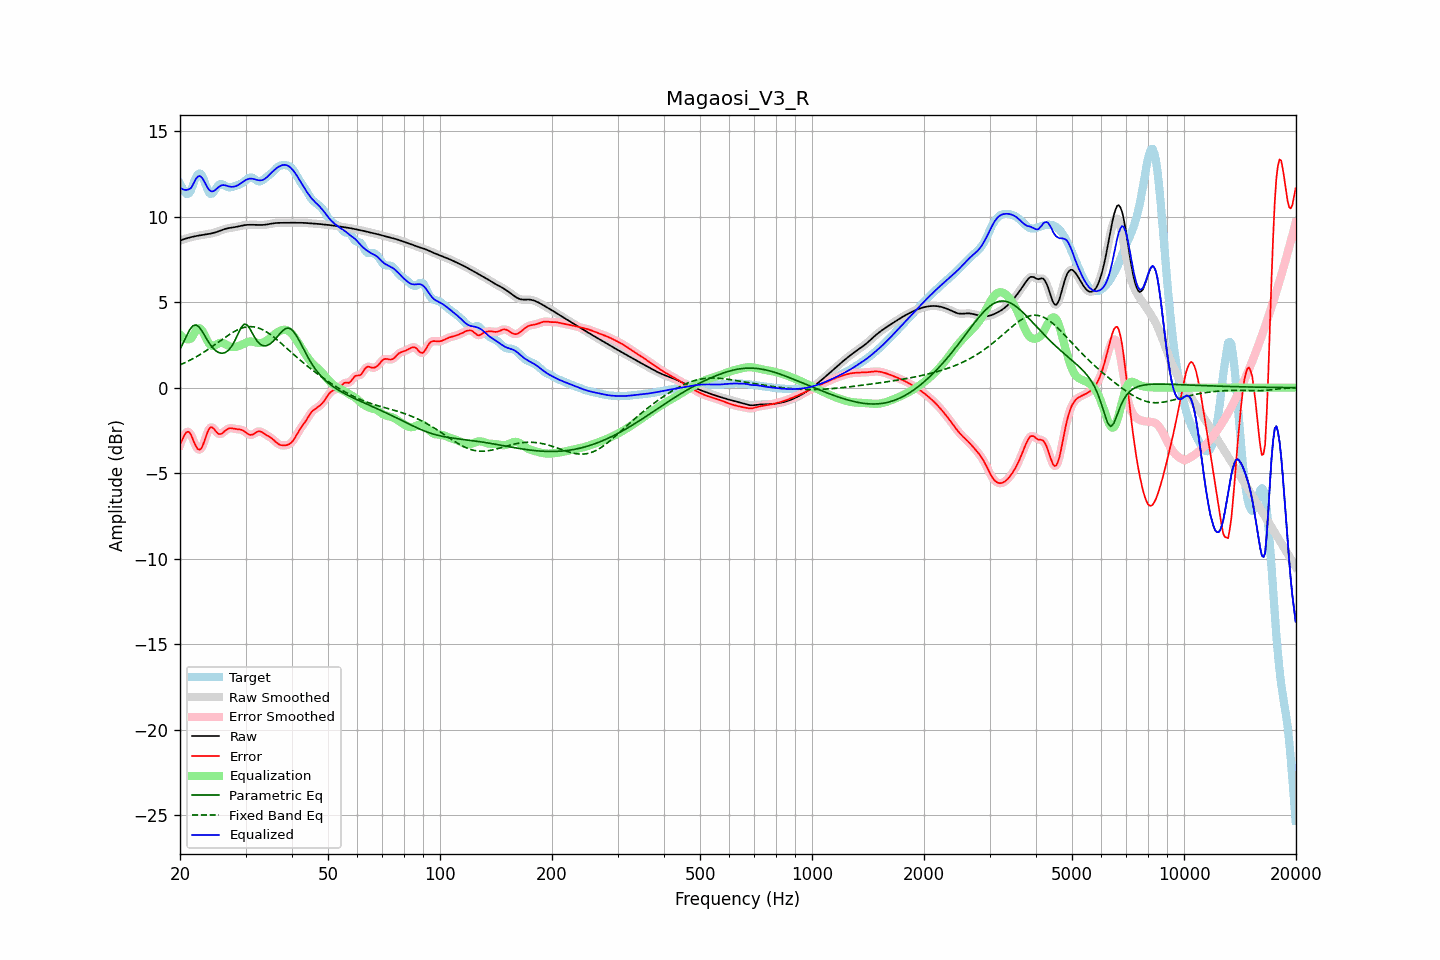 Magaosi_V3_R
15
10
5
0
−5
−10
−15
−20
−25
Amplitude (dBr)
Target
Raw Smoothed
Error Smoothed
Raw
Error
Equalization
Parametric Eq
Fixed Band Eq
Equalized
20 50 100 200 500 1000 2000 5000 10000 20000
Frequency (Hz)